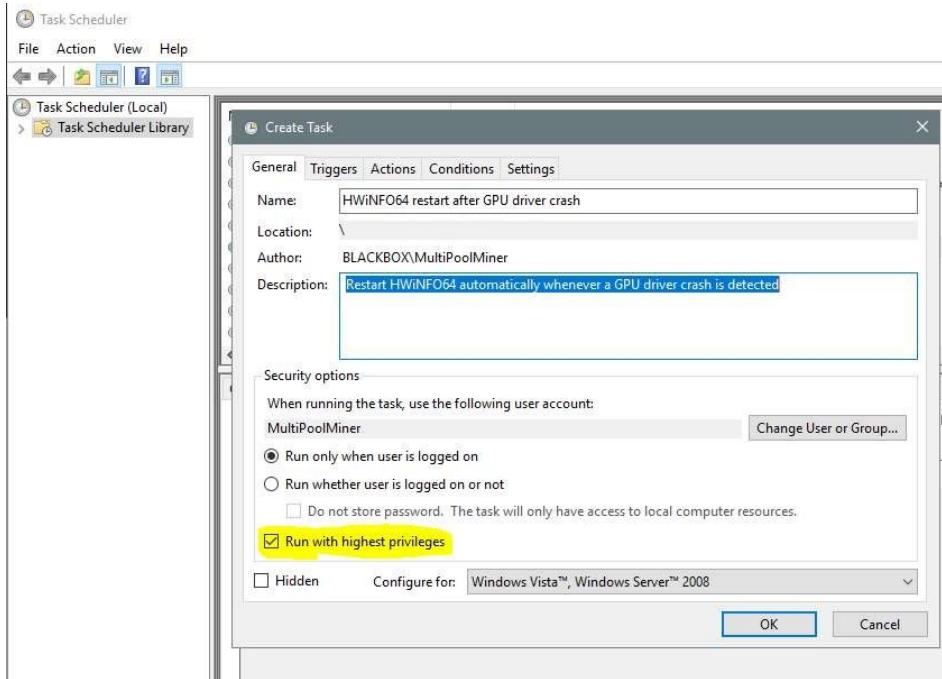 Task Scheduler
File Action View Help
Task Scheduler (Local)
Task Scheduler Library
Create Task
General Triggers Actions Conditions Settings
Name: HWiNFO64 restart after GPU driver crash
Location: \
Author: BLACKBOX\MultiPoolMiner
Description: Restart HWiNFO64 automatically whenever a GPU driver crash is detected
Security options
When running the task, use the following user account:
MultiPoolMiner Change User or Group...
Run only when user is logged on
Run whether user is logged on or not
Do not store password. The task will only have access to local computer resources.
Run with highest privileges
Hidden Configure for: Windows Vista™, Windows Server™ 2008
OK Cancel